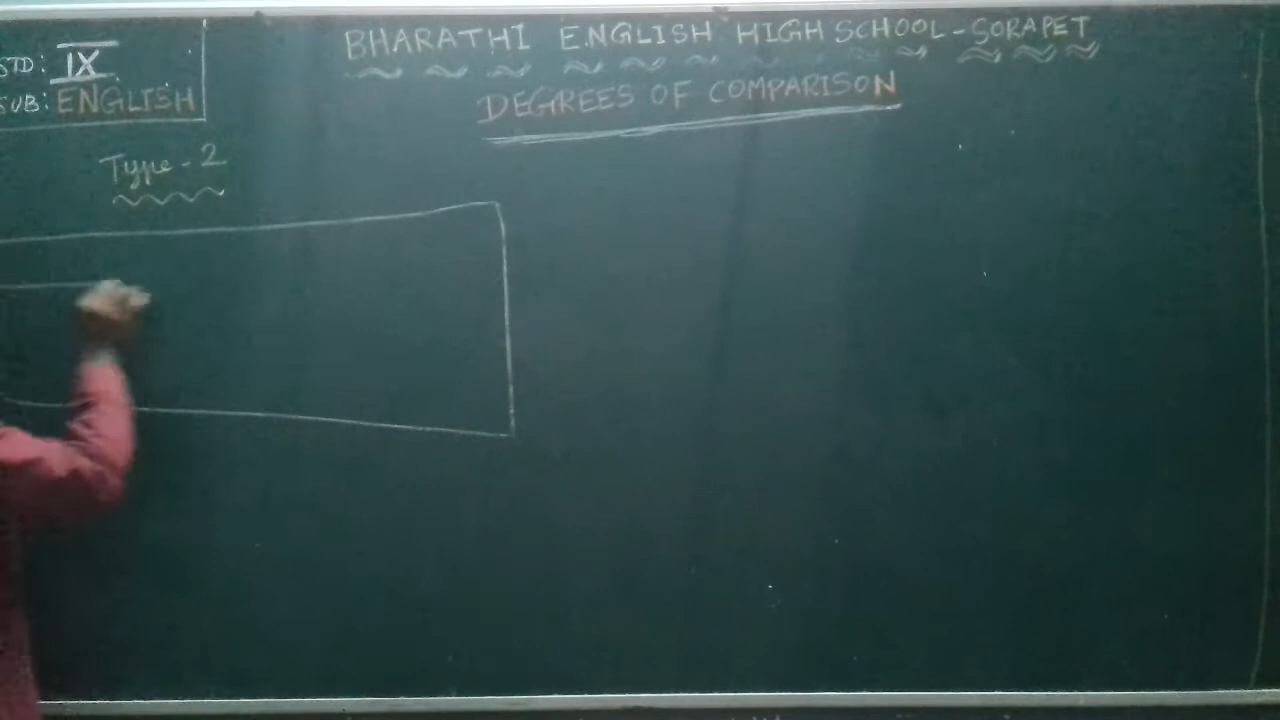 BHARATHI ENGLISH HIGH SCHOOL - SORAPET
STD: IX
SUB: ENGLISH
DEGREES OF COMPARISON
Type - 2